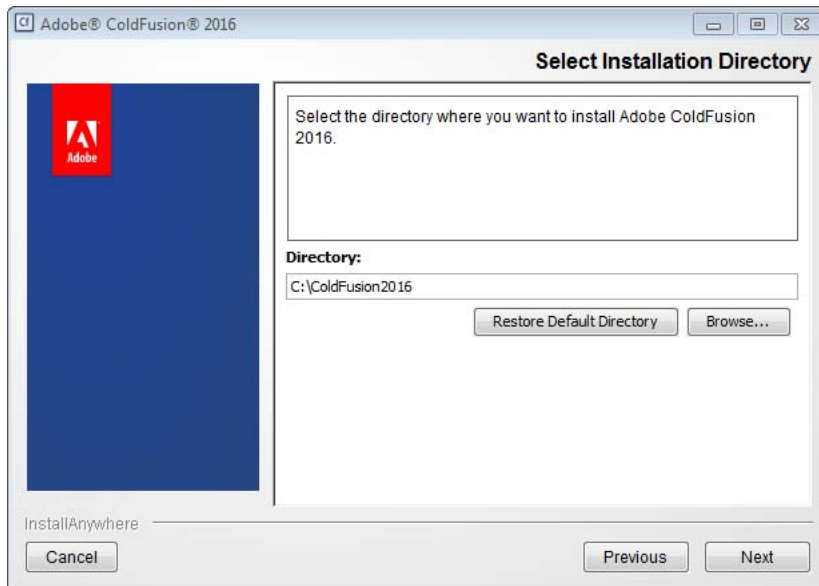 Cf Adobe® ColdFusion® 2016
Select Installation Directory
Adobe
Select the directory where you want to install Adobe ColdFusion
2016.
Directory:
C:\ColdFusion2016
Restore Default Directory Browse...
InstallAnywhere
Cancel Previous Next